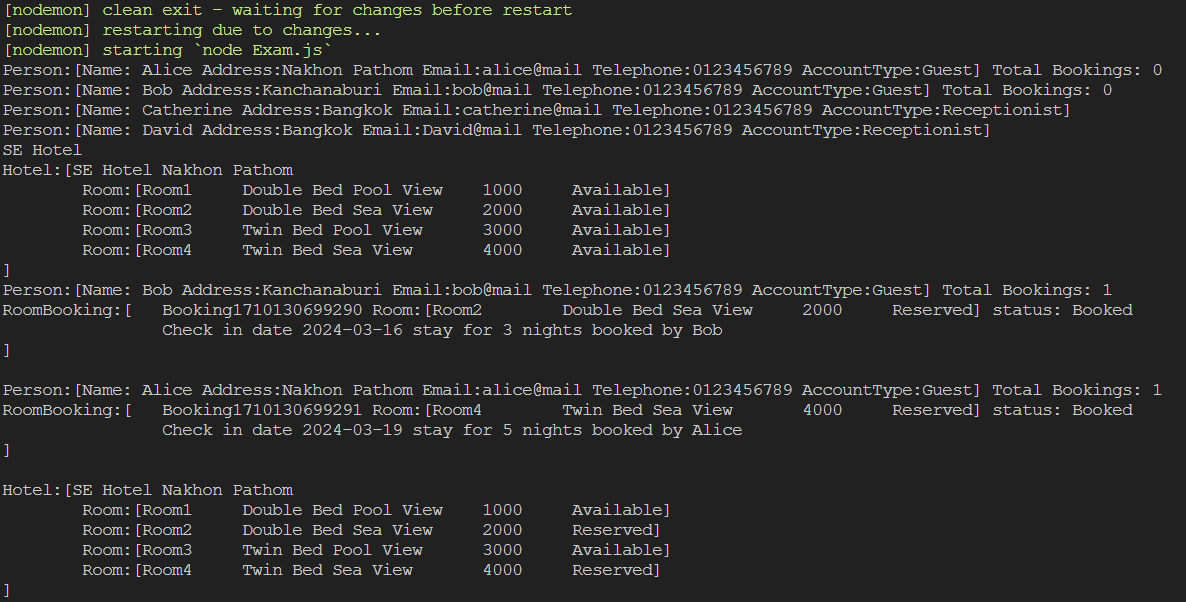 [nodemon] clean exit - waiting for changes before restart
[nodemon] restarting due to changes...
[nodemon] starting `node Exam.js`
Person:[Name: Alice Address:Nakhon Pathom Email:alice@mail Telephone:0123456789 AccountType:Guest] Total Bookings: 0
Person:[Name: Bob Address:Kanchanaburi Email:bob@mail Telephone:0123456789 AccountType:Guest] Total Bookings: 0
Person:[Name: Catherine Address:Bangkok Email:catherine@mail Telephone:0123456789 AccountType:Receptionist]
Person:[Name: David Address:Bangkok Email:David@mail Telephone:0123456789 AccountType:Receptionist]
SE Hotel
Hotel:[SE Hotel Nakhon Pathom
        Room:[Room1     Double Bed Pool View    1000     Available]
        Room:[Room2     Double Bed Sea View     2000     Available]
        Room:[Room3     Twin Bed Pool View      3000     Available]
        Room:[Room4     Twin Bed Sea View       4000     Available]
]
Person:[Name: Bob Address:Kanchanaburi Email:bob@mail Telephone:0123456789 AccountType:Guest] Total Bookings: 1
RoomBooking:[   Booking1710130699290 Room:[Room2        Double Bed Sea View     2000     Reserved] status: Booked
                Check in date 2024-03-16 stay for 3 nights booked by Bob
]

Person:[Name: Alice Address:Nakhon Pathom Email:alice@mail Telephone:0123456789 AccountType:Guest] Total Bookings: 1
RoomBooking:[   Booking1710130699291 Room:[Room4        Twin Bed Sea View       4000     Reserved] status: Booked
                Check in date 2024-03-19 stay for 5 nights booked by Alice
]

Hotel:[SE Hotel Nakhon Pathom
        Room:[Room1     Double Bed Pool View    1000     Available]
        Room:[Room2     Double Bed Sea View     2000     Reserved]
        Room:[Room3     Twin Bed Pool View      3000     Available]
        Room:[Room4     Twin Bed Sea View       4000     Reserved]
]